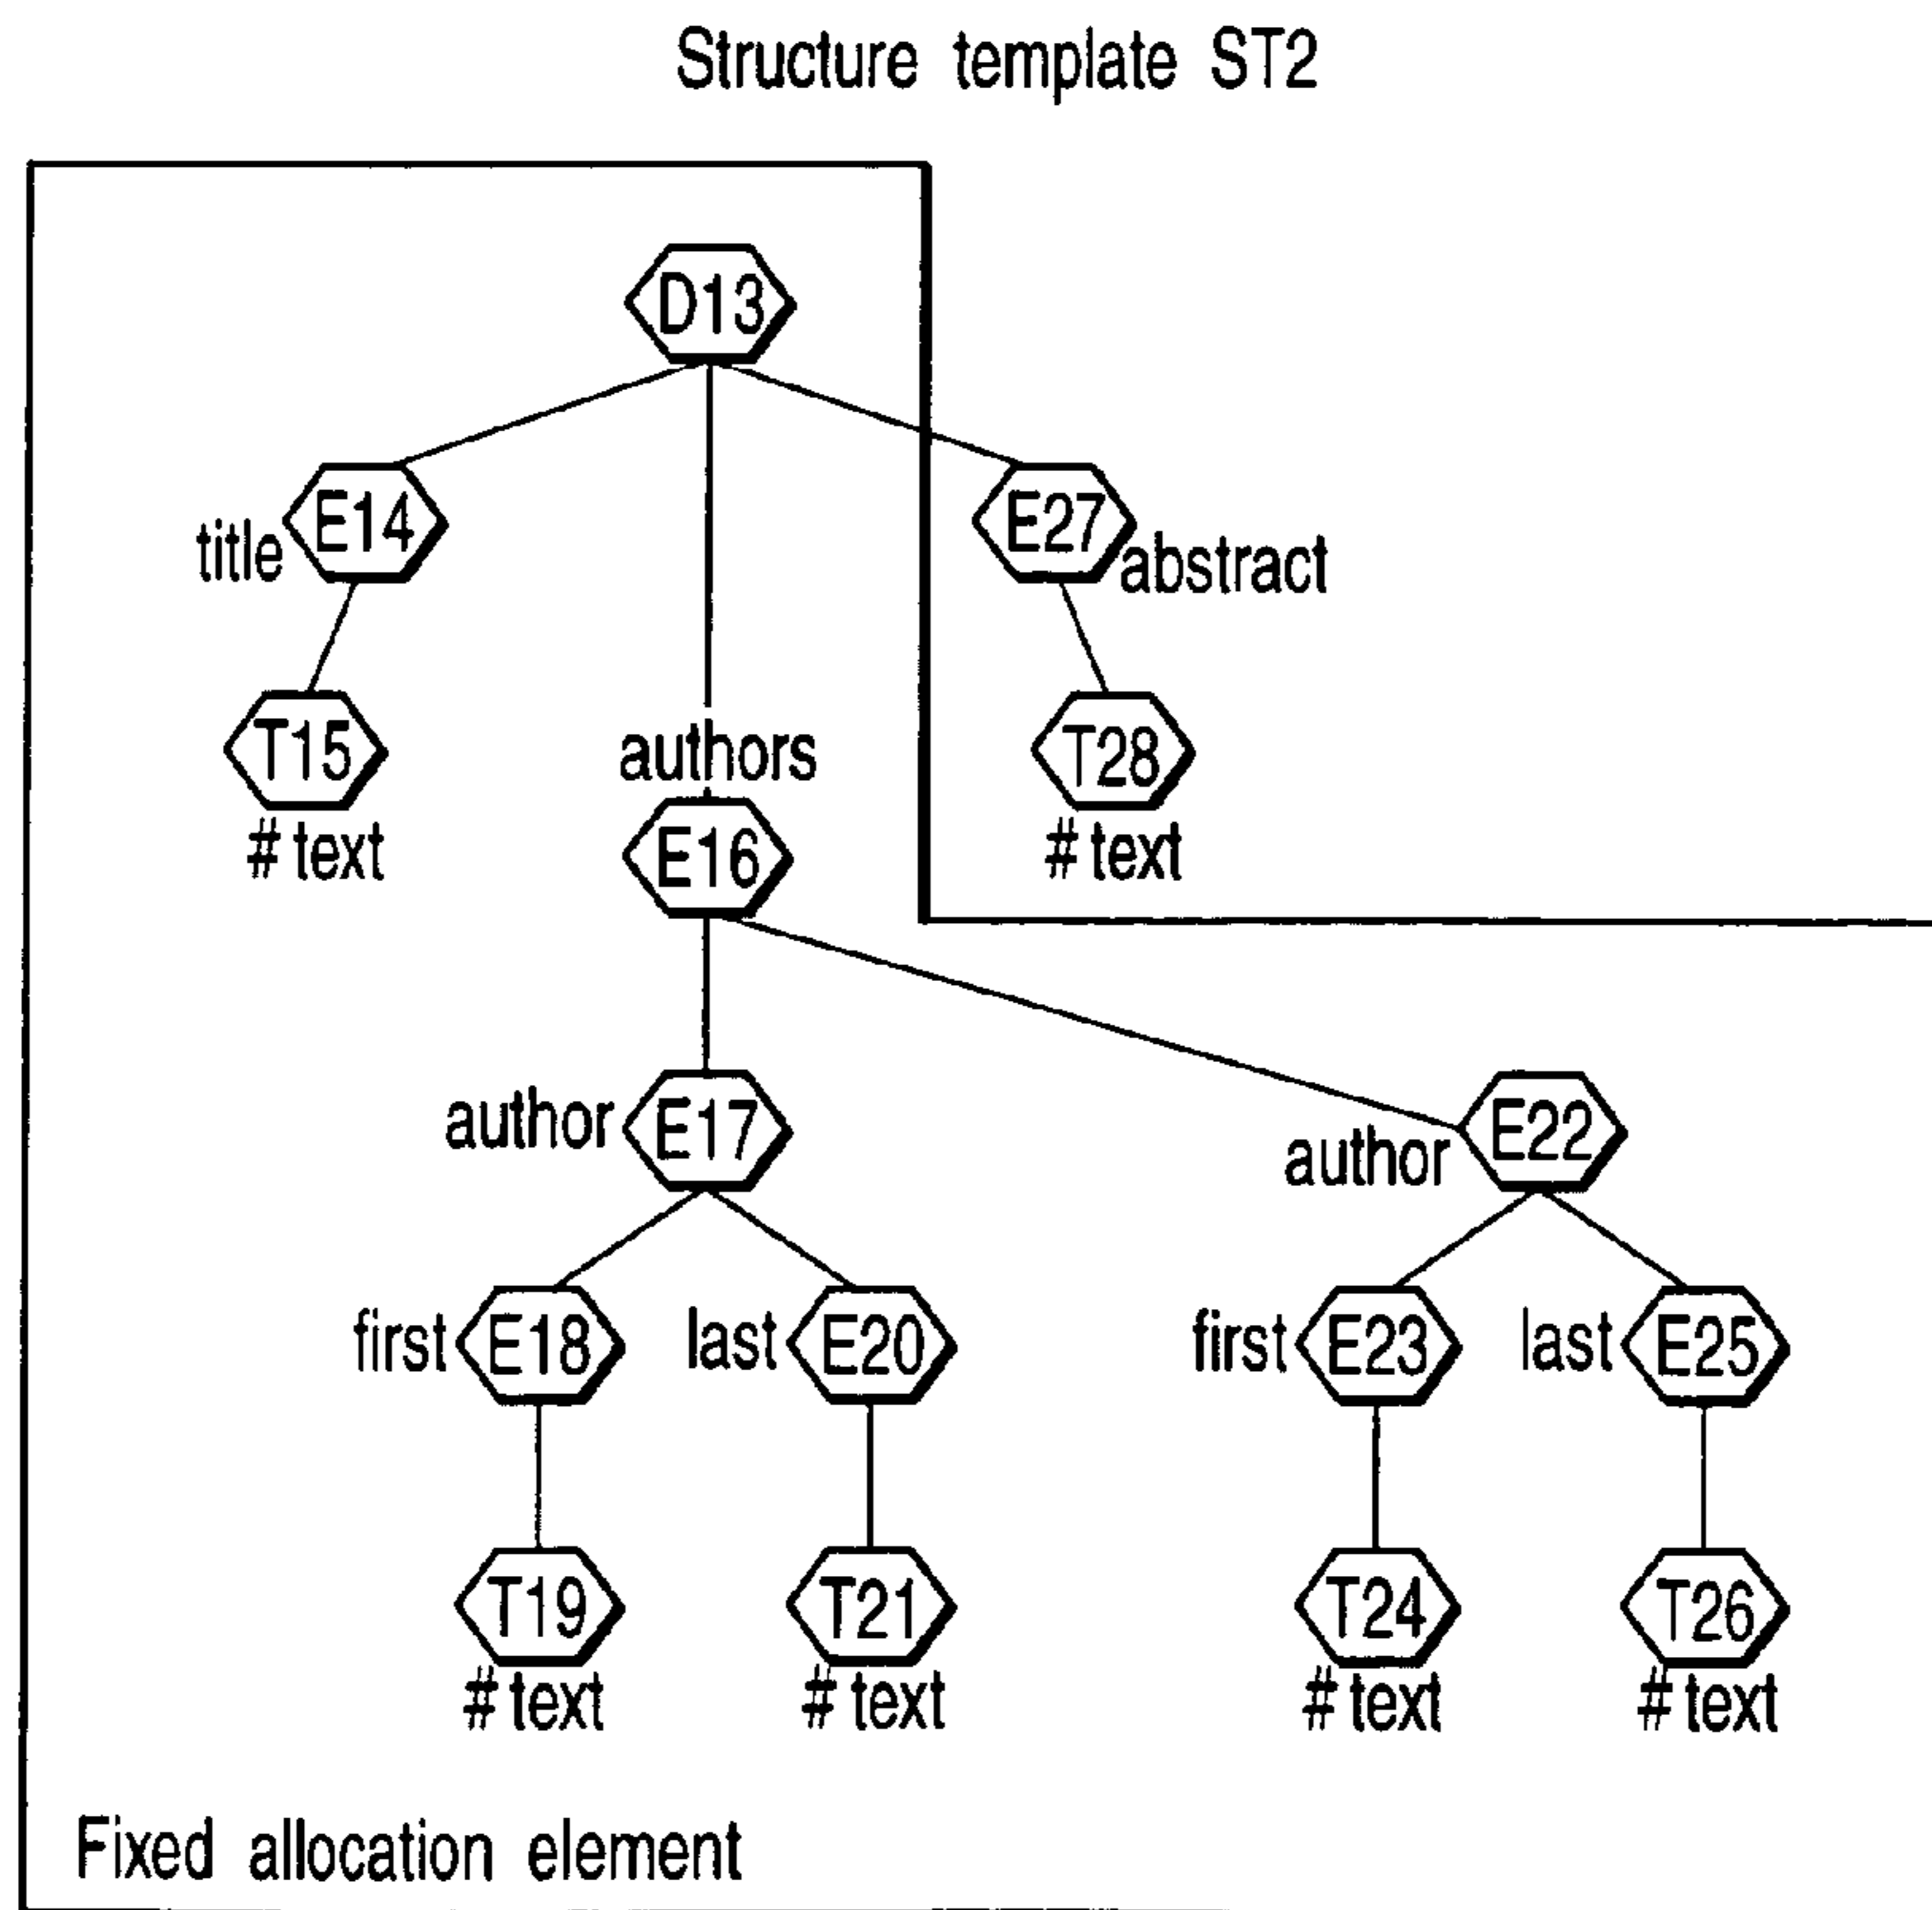 Structure template ST2
D13
title E14
E27 abstract
T15
# text
authors
E16
T28
# text
author E17
author E22
first E18
last E20
first E23
last E25
T19
# text
T21
# text
T24
# text
T26
# text
Fixed allocation element